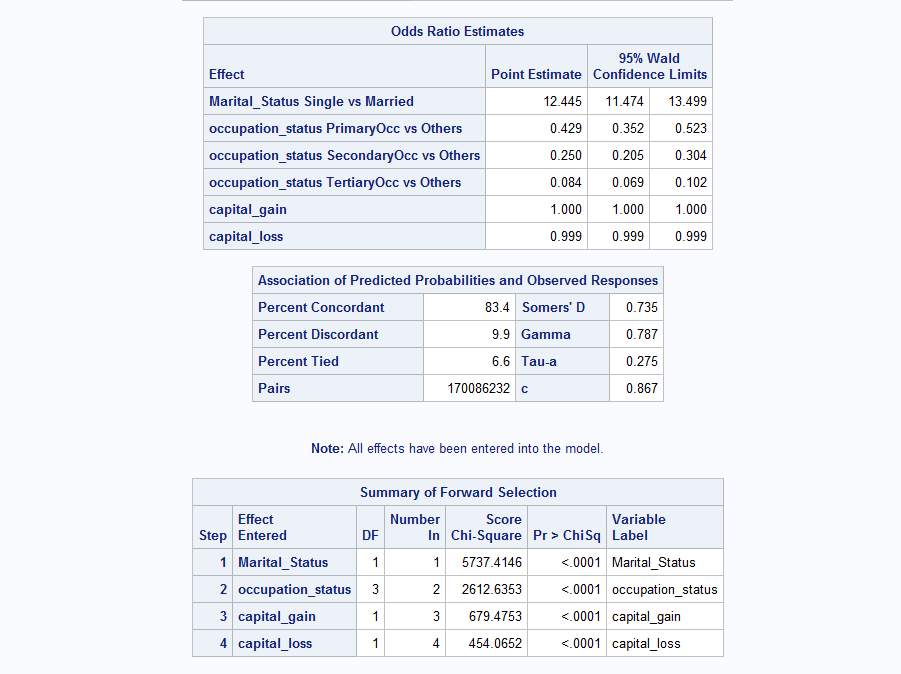 Odds Ratio Estimates
Effect Point Estimate 95% Wald Confidence Limits
Marital_Status Single vs Married 12.445 11.474 13.499
occupation_status PrimaryOcc vs Others 0.429 0.352 0.523
occupation_status SecondaryOcc vs Others 0.250 0.205 0.304
occupation_status TertiaryOcc vs Others 0.084 0.069 0.102
capital_gain 1.000 1.000 1.000
capital_loss 0.999 0.999 0.999
Association of Predicted Probabilities and Observed Responses
Percent Concordant 83.4 Somers' D 0.735
Percent Discordant 9.9 Gamma 0.787
Percent Tied 6.6 Tau-a 0.275
Pairs 170086232 c 0.867
Note: All effects have been entered into the model.
Summary of Forward Selection
Step Effect Entered DF Number In Score Chi-Square Pr > ChiSq Variable Label
1 Marital_Status 1 1 5737.4146 <.0001 Marital_Status
2 occupation_status 3 2 2612.6353 <.0001 occupation_status
3 capital_gain 1 3 679.4753 <.0001 capital_gain
4 capital_loss 1 4 454.0652 <.0001 capital_loss